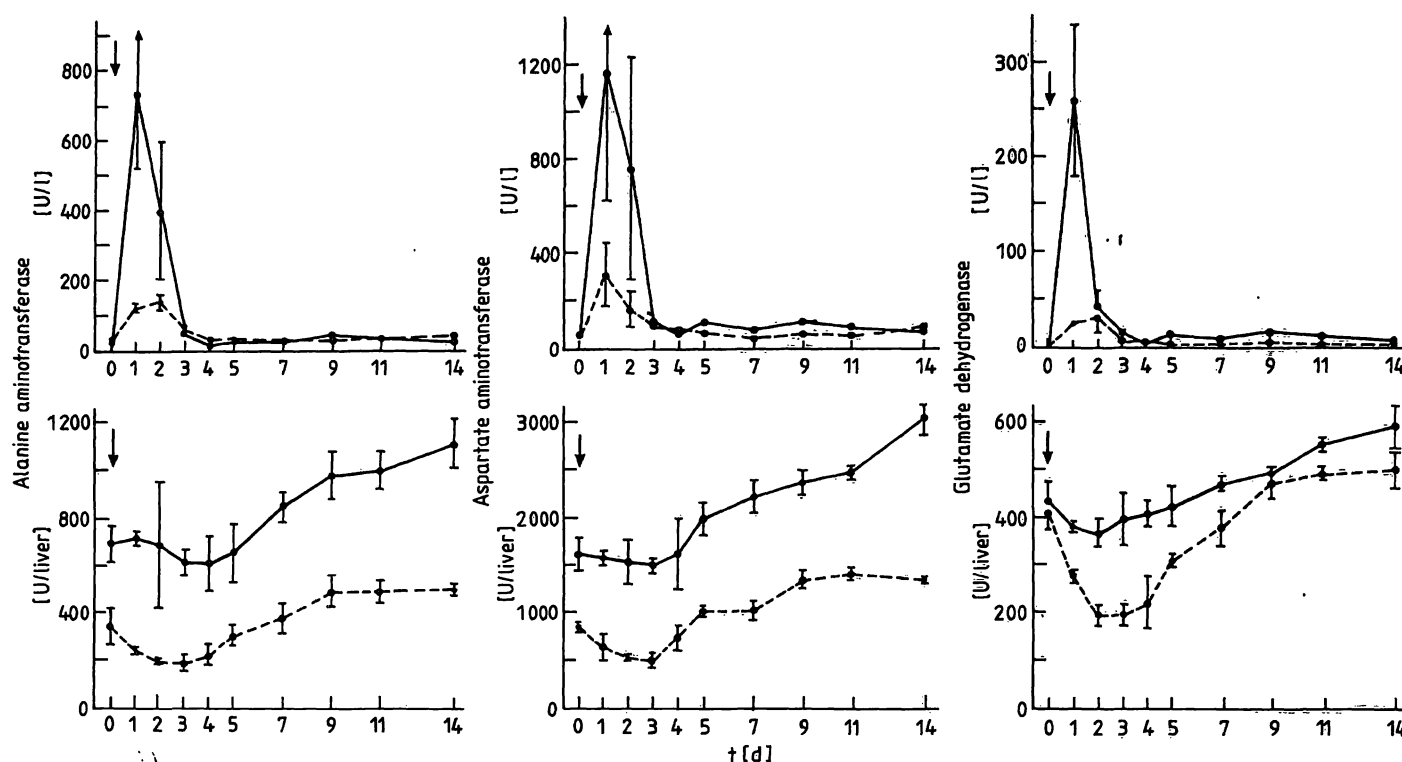 Alanine aminotransferase
[U/l]
800
600
400
200
0
0 1 2 3 4 5 7 9 11 14
[U/liver]
1200
800
400
0
0 1 2 3 4 5 7 9 11 14
Aspartate aminotransferase
[U/l]
1200
800
400
0
0 1 2 3 4 5 7 9 11 14
[U/liver]
3000
2000
1000
0
0 1 2 3 4 5 7 9 11 14
Glutamate dehydrogenase
[U/l]
300
200
100
0
0 1 2 3 4 5 7 9 11 14
[U/liver]
600
400
200
0
0 1 2 3 4 5 7 9 11 14
t [d]